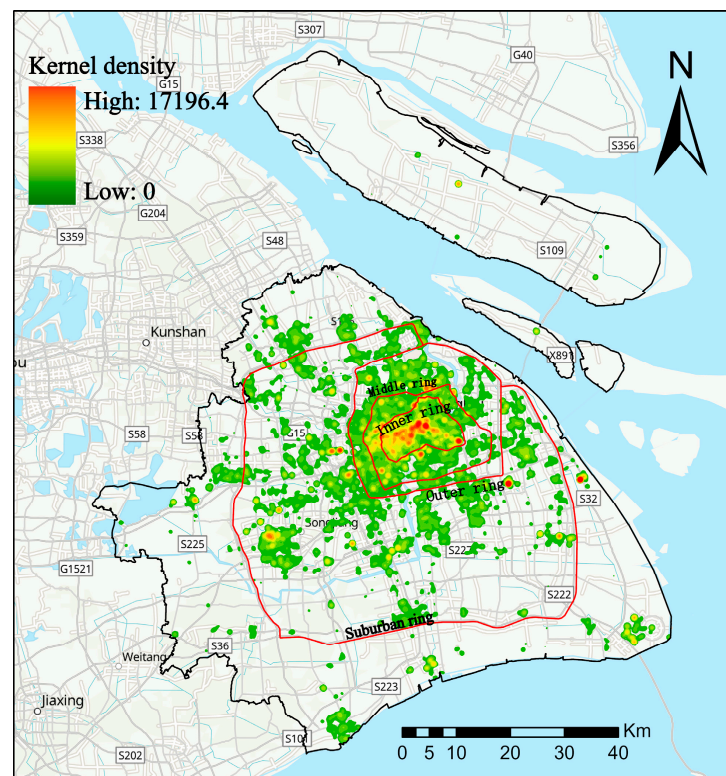 S307
G40
Kernel density
G15
High: 17196.4
N
S338
S356
Low: 0
G204
S359
S48
S109
Kunshan
X891
Middle ring
Inner ring
S58
S58
G15
Outer ring
S32
Songjiang
S225
S227
G1521
S222
Suburban ring
S36
Weitang
S223
Jiaxing
S101
S202
Km
0 5 10 20 30 40